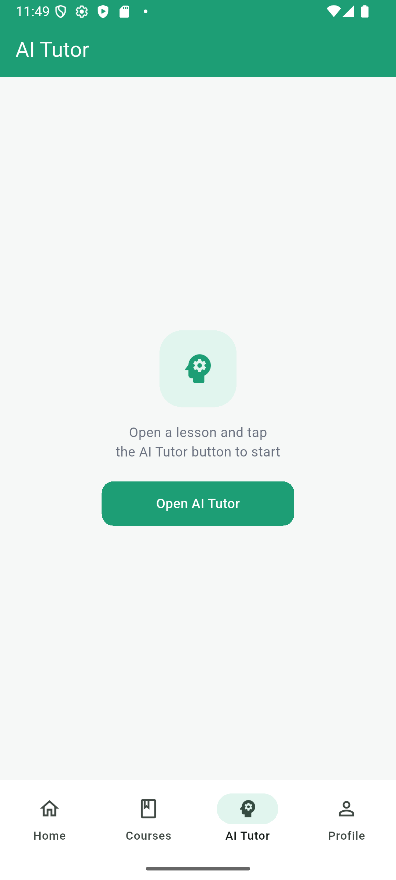 11:49
AI Tutor
Open a lesson and tap
the AI Tutor button to start
Open AI Tutor
Home
Courses
AI Tutor
Profile